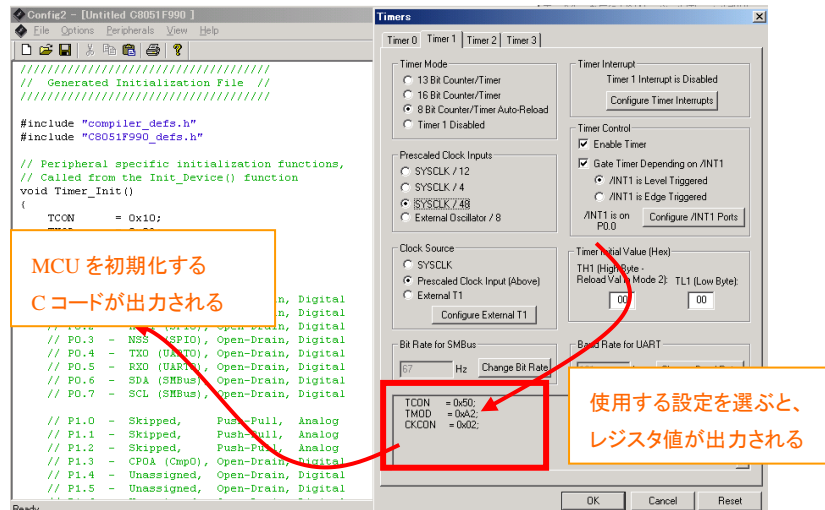 Config2 - [Untitled C8051F990 ]
File Options Peripherals View Help
//////////////////////////////////////
// Generated Initialization File //
//////////////////////////////////////
#include "compiler_defs.h"
#include "C8051F990_defs.h"
// Peripheral specific initialization functions,
// Called from the Init_Device() function
void Timer_Init()
{
TCON = 0x10;
MCU を初期化する
C コードが出力される
// P0.3 - NSS (SPI0), Open-Drain, Digital
// P0.4 - TX0 (UART0), Open-Drain, Digital
// P0.5 - RX0 (UART0), Open-Drain, Digital
// P0.6 - SDA (SMBus), Open-Drain, Digital
// P0.7 - SCL (SMBus), Open-Drain, Digital
// P1.0 - Skipped, Push-Pull, Analog
// P1.1 - Skipped, Push-Pull, Analog
// P1.2 - Skipped, Push-Pull, Analog
// P1.3 - CP0A (Cmp0), Open-Drain, Digital
// P1.4 - Unassigned, Open-Drain, Digital
// P1.5 - Unassigned, Open-Drain, Digital
Ready
Timers
Timer 0 Timer 1 Timer 2 Timer 3
Timer Mode
13 Bit Counter/Timer
16 Bit Counter/Timer
8 Bit Counter/Timer Auto-Reload
Timer 1 Disabled
Prescaled Clock Inputs
SYSCLK / 12
SYSCLK / 4
SYSCLK / 48
External Oscillator / 8
Clock Source
SYSCLK
Prescaled Clock Input (Above)
External T1
Configure External T1
Bit Rate for SMBus
67 Hz Change Bit Rate
Timer Interrupt
Timer 1 Interrupt is Disabled
Configure Timer Interrupts
Timer Control
Enable Timer
Gate Timer Depending on /INT1
/INT1 is Level Triggered
/INT1 is Edge Triggered
/INT1 is on
P0.0
Configure /INT1 Ports
Timer Initial Value (Hex)
TH1 (High Byte -
Reload Val in Mode 2): TL1 (Low Byte):
00 00
Baud Rate for UART
TCON = 0x50;
TMOD = 0xA2;
CKCON = 0x02;
使用する設定を選ぶと、
レジスタ値が出力される
OK Cancel Reset